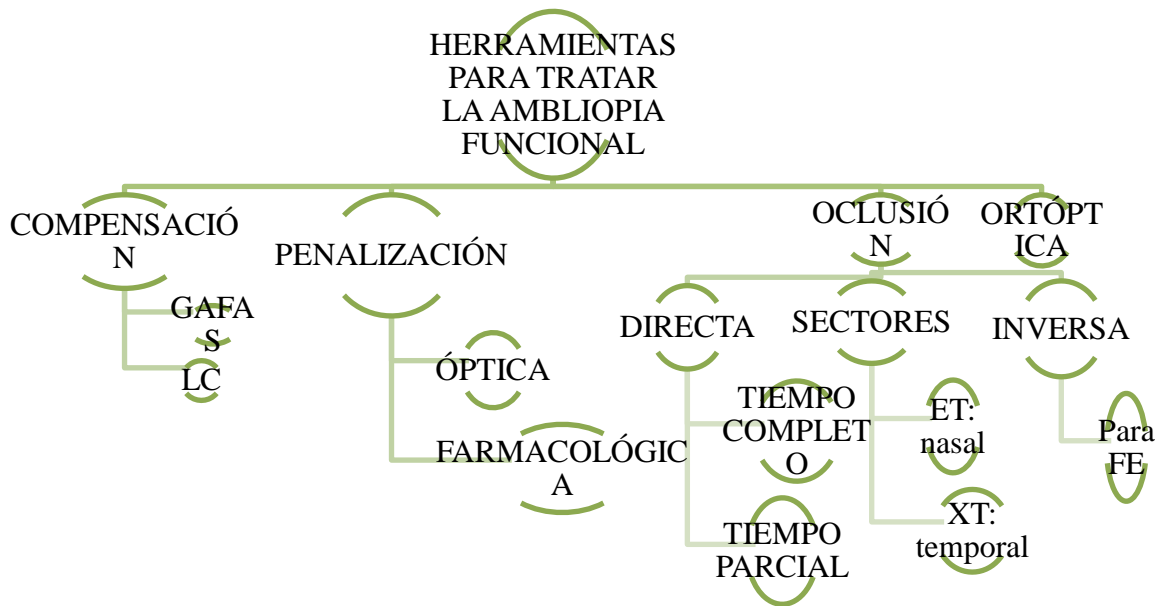 HERRAMIENTAS
PARA TRATAR
LA AMBLIOPIA
FUNCIONAL
COMPENSACIÓ
N
GAFA
S
LC
PENALIZACIÓN
ÓPTICA
FARMACOLÓGIC
A
OCLUSIÓ
N
DIRECTA
TIEMPO
COMPLET
O
TIEMPO
PARCIAL
SECTORES
ET:
nasal
XT:
temporal
INVERSA
Para
FE
ORTÓPT
ICA